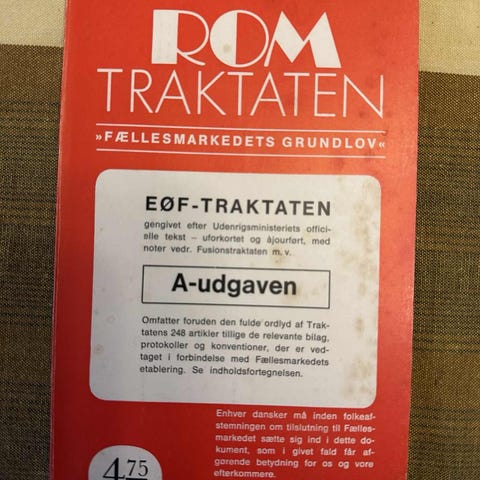 ROM
TRAKTATEN
»FÆLLESMARKEDETS GRUNDLOV«
EØF-TRAKTATEN
gengivet efter Udenrigsministeriets offici-
elle tekst – uforkortet og àjourført, med
noter vedr. Fusionstraktaten m. v.
A-udgaven
Omfatter foruden den fulde ordlyd af Trak-
tatens 248 artikler tillige de relevante bilag,
protokoller og konventioner, der er ved-
taget i forbindelse med Fællesmarkedets
etablering. Se indholdsfortegnelsen.
Enhver dansker må inden folkeaf-
stemningen om tilslutning til Fælles-
markedet sætte sig ind i dette do-
kument, som i givet fald får af-
gørende betydning for os og vore
efterkommere.
4.75